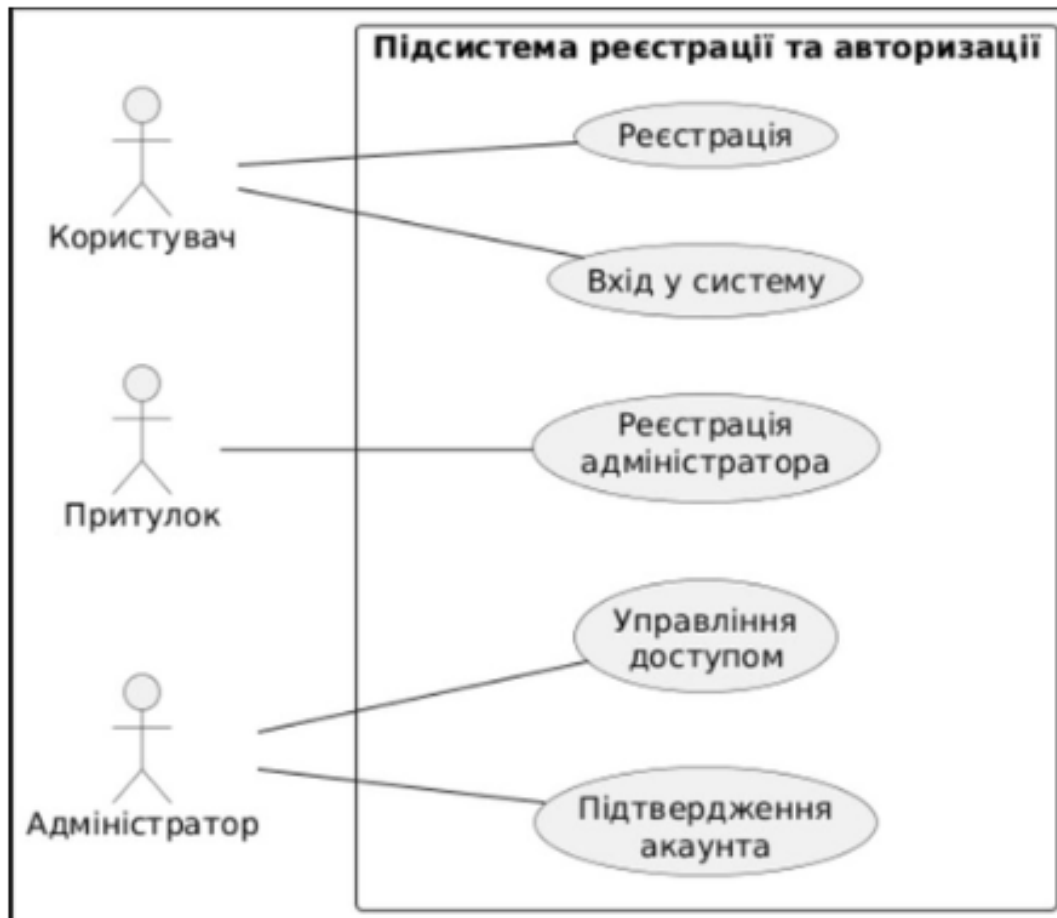 Підсистема реєстрації та авторизації
Реєстрація
Користувач
Вхід у систему
Реєстрація
адміністратора
Притулок
Управління
доступом
Адміністратор
Підтвердження
акаунта